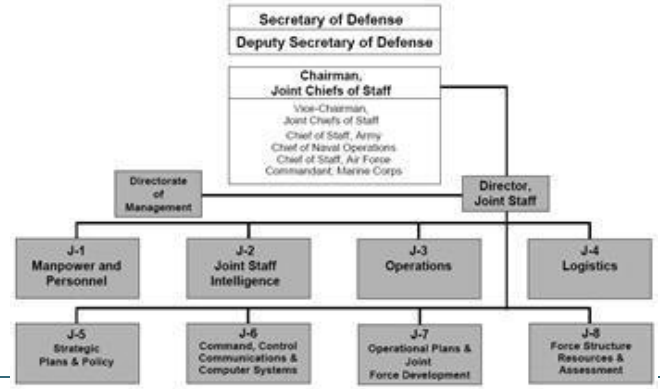 Secretary of Defense
Deputy Secretary of Defense
Chairman,
Joint Chiefs of Staff
Vice-Chairman,
Joint Chiefs of Staff
Chief of Staff, Army
Chief of Naval Operations
Chief of Staff, Air Force
Commandant, Marine Corps
Directorate
of
Management
Director,
Joint Staff
J-1
Manpower and
Personnel
J-2
Joint Staff
Intelligence
J-3
Operations
J-4
Logistics
J-5
Strategic
Plans & Policy
J-6
Command, Control
Communications &
Computer Systems
J-7
Operational Plans &
Joint
Force Development
J-8
Force Structure
Resources &
Assessment